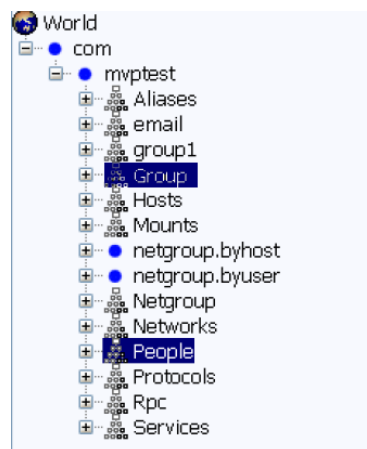 World
com
mvptest
Aliases
email
group1
Group
Hosts
Mounts
netgroup.byhost
netgroup.byuser
Netgroup
Networks
People
Protocols
Rpc
Services